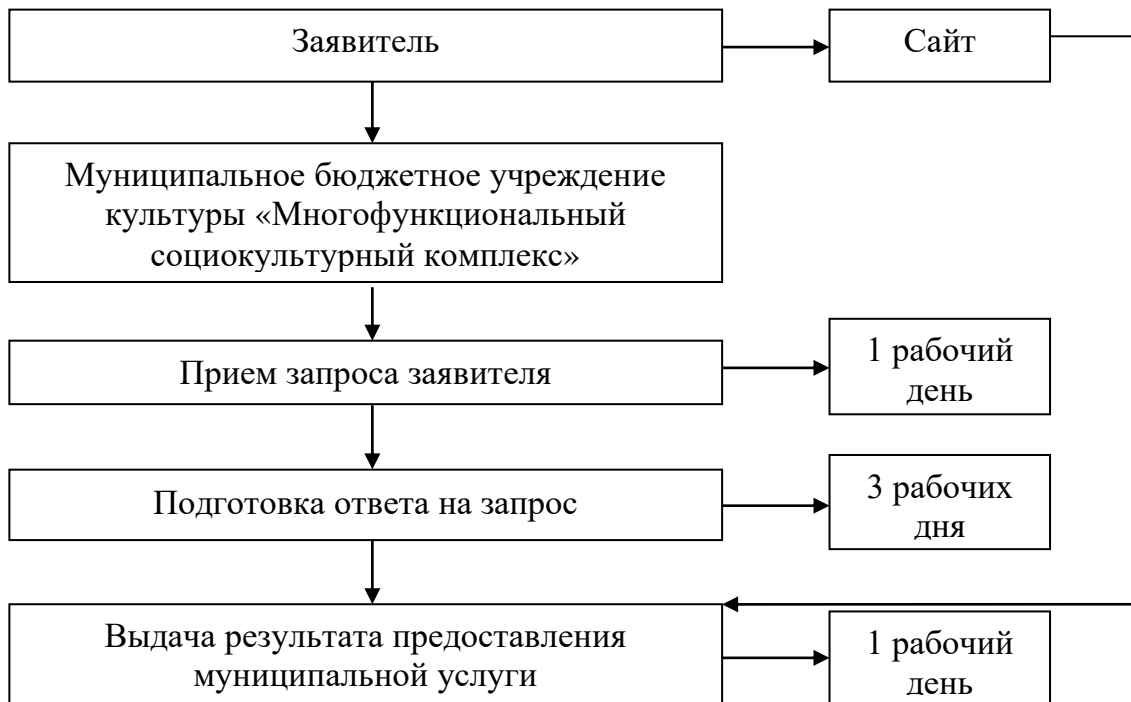 Заявитель
Сайт
Муниципальное бюджетное учреждение
культуры «Многофункциональный
социокультурный комплекс»
Прием запроса заявителя
1 рабочий
день
Подготовка ответа на запрос
3 рабочих
дня
Выдача результата предоставления
муниципальной услуги
1 рабочий
день